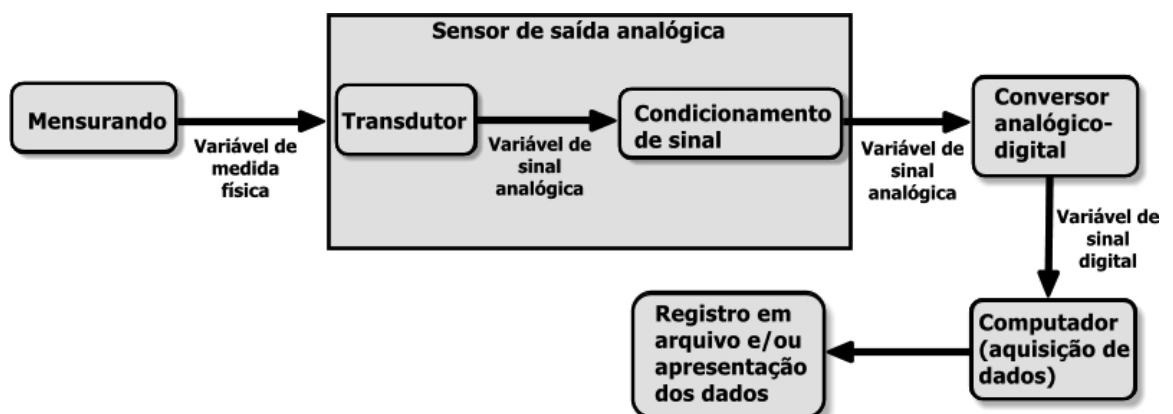 Sensor de saída analógica
Mensurando
Variável de
medida
física
Transdutor
Variável de
sinal
analógica
Condicionamento
de sinal
Variável de
sinal
analógica
Conversor
analógico-
digital
Variável de
sinal
digital
Computador
(aquisição de
dados)
Registro em
arquivo e/ou
apresentação
dos dados